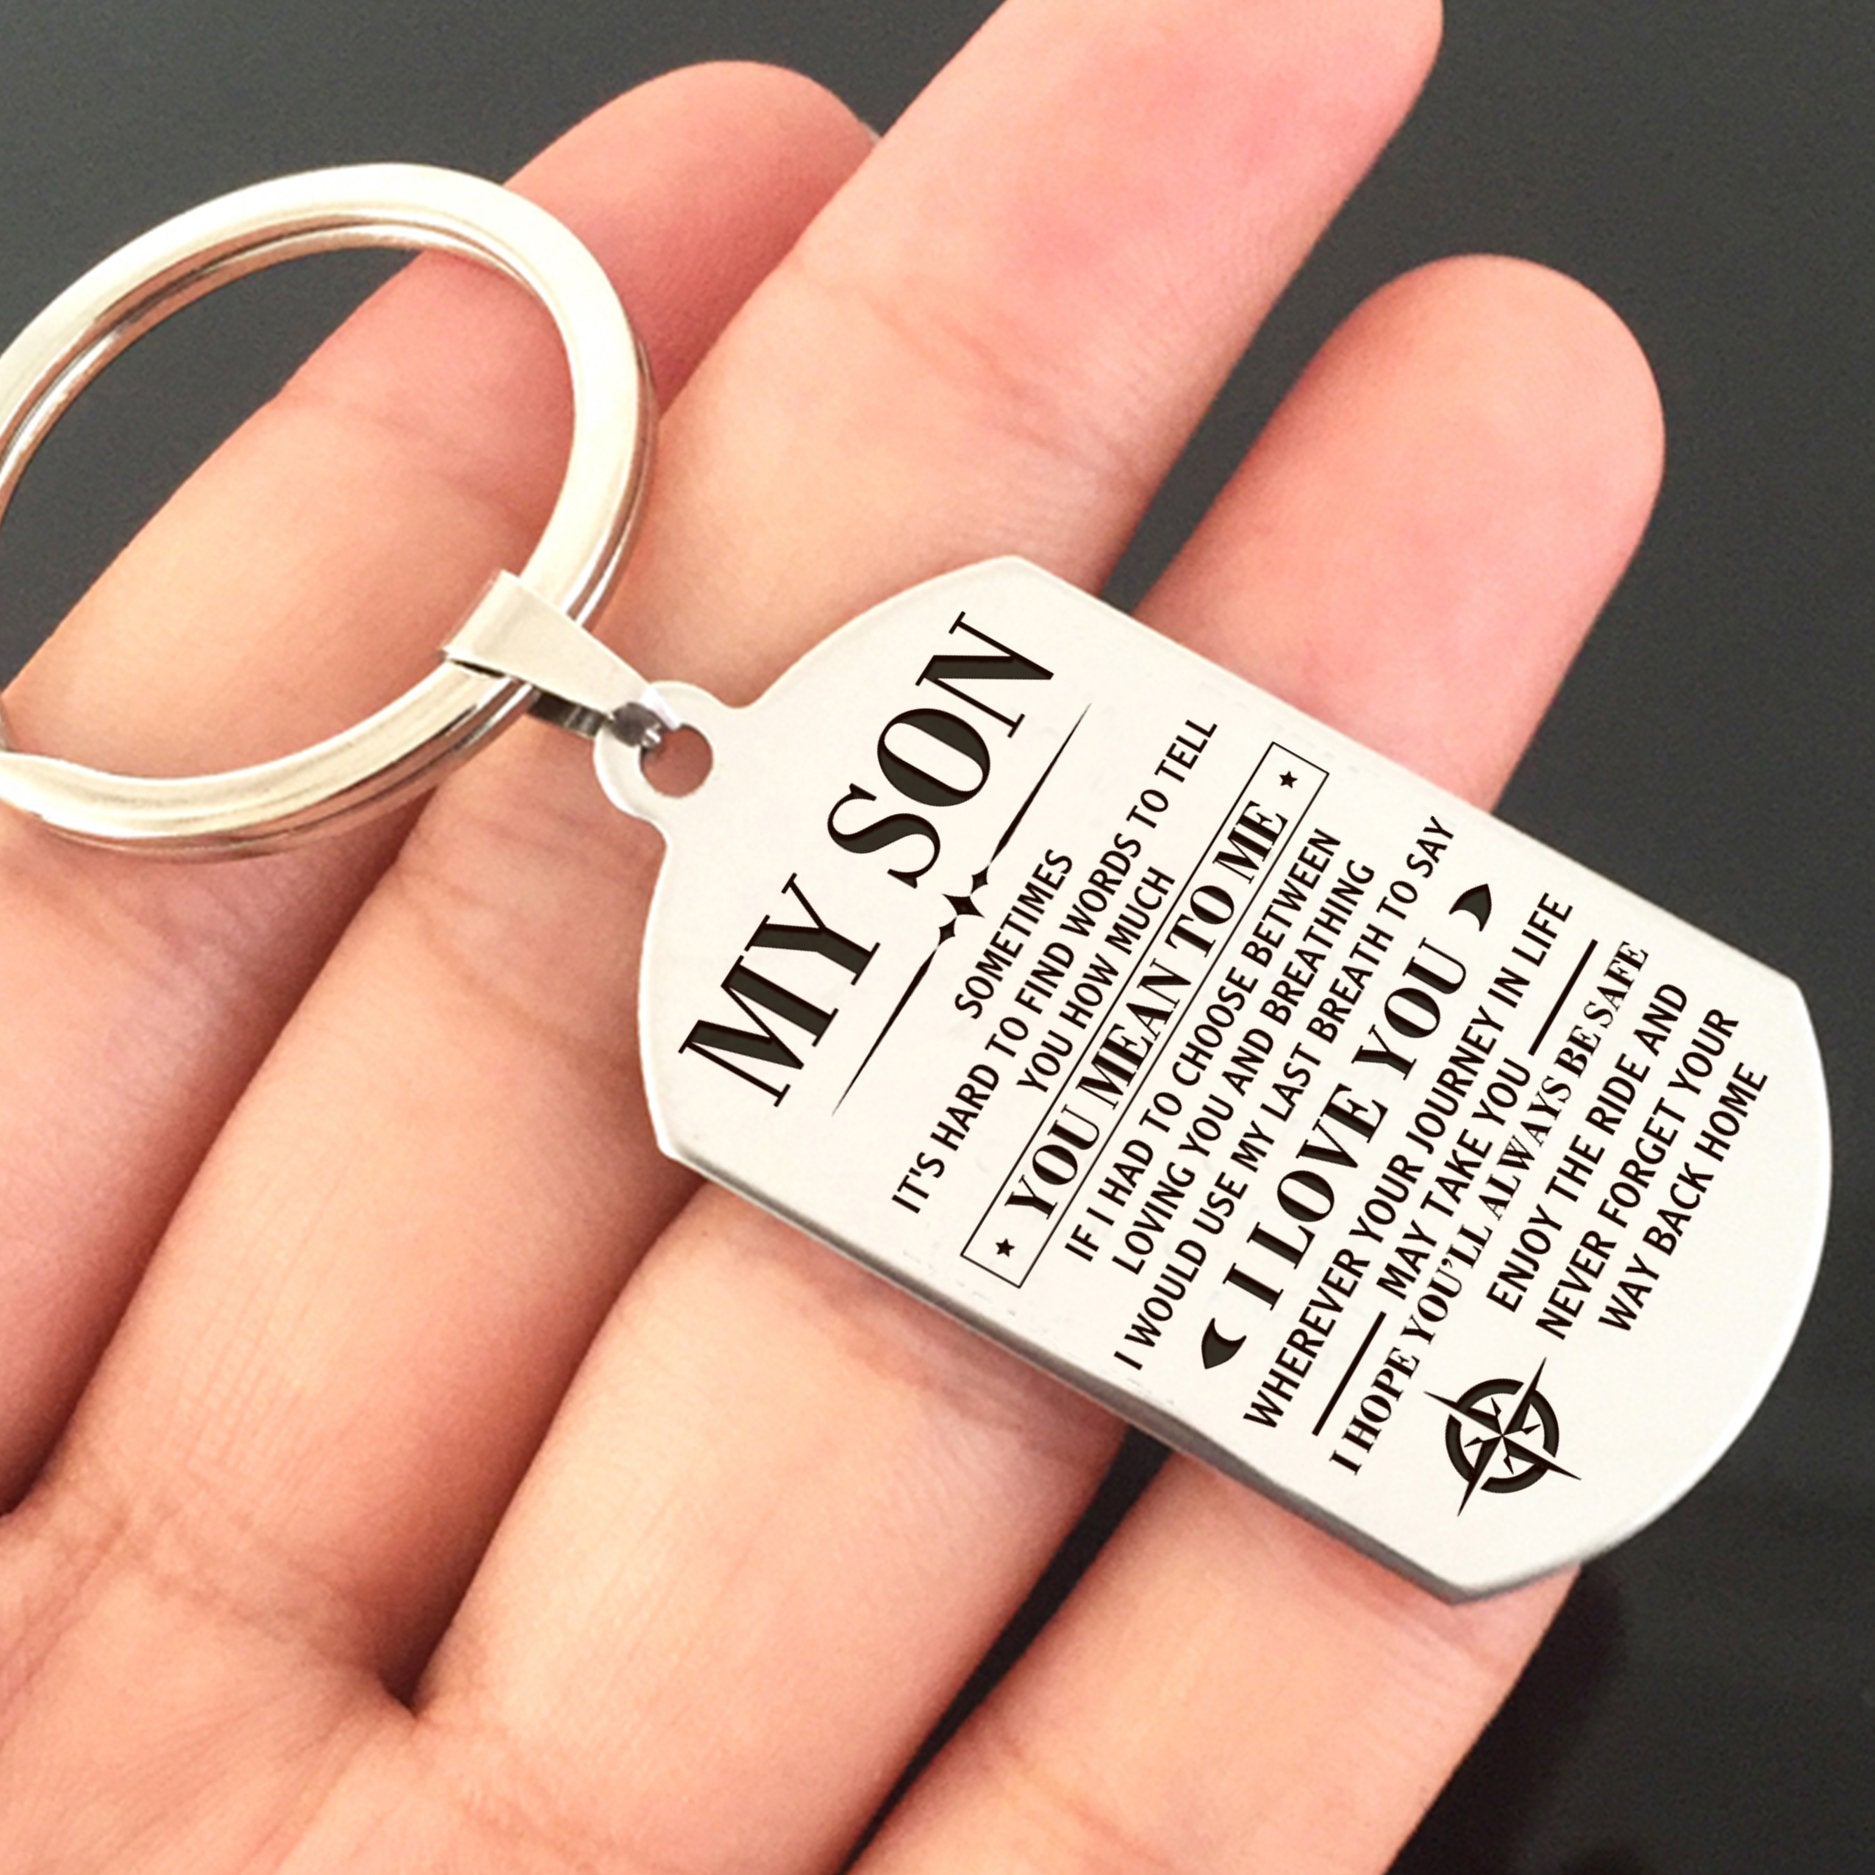 MY SON
SOMETIMES
IT'S HARD TO FIND WORDS TO TELL
YOU HOW MUCH
YOU MEAN TO ME
IF I HAD TO CHOOSE BETWEEN
LOVING YOU AND BREATHING
I WOULD USE MY LAST BREATH TO SAY
I LOVE YOU
WHEREVER YOUR JOURNEY IN LIFE
MAY TAKE YOU
I HOPE YOU'LL ALWAYS BE SAFE
ENJOY THE RIDE AND
NEVER FORGET YOUR
WAY BACK HOME